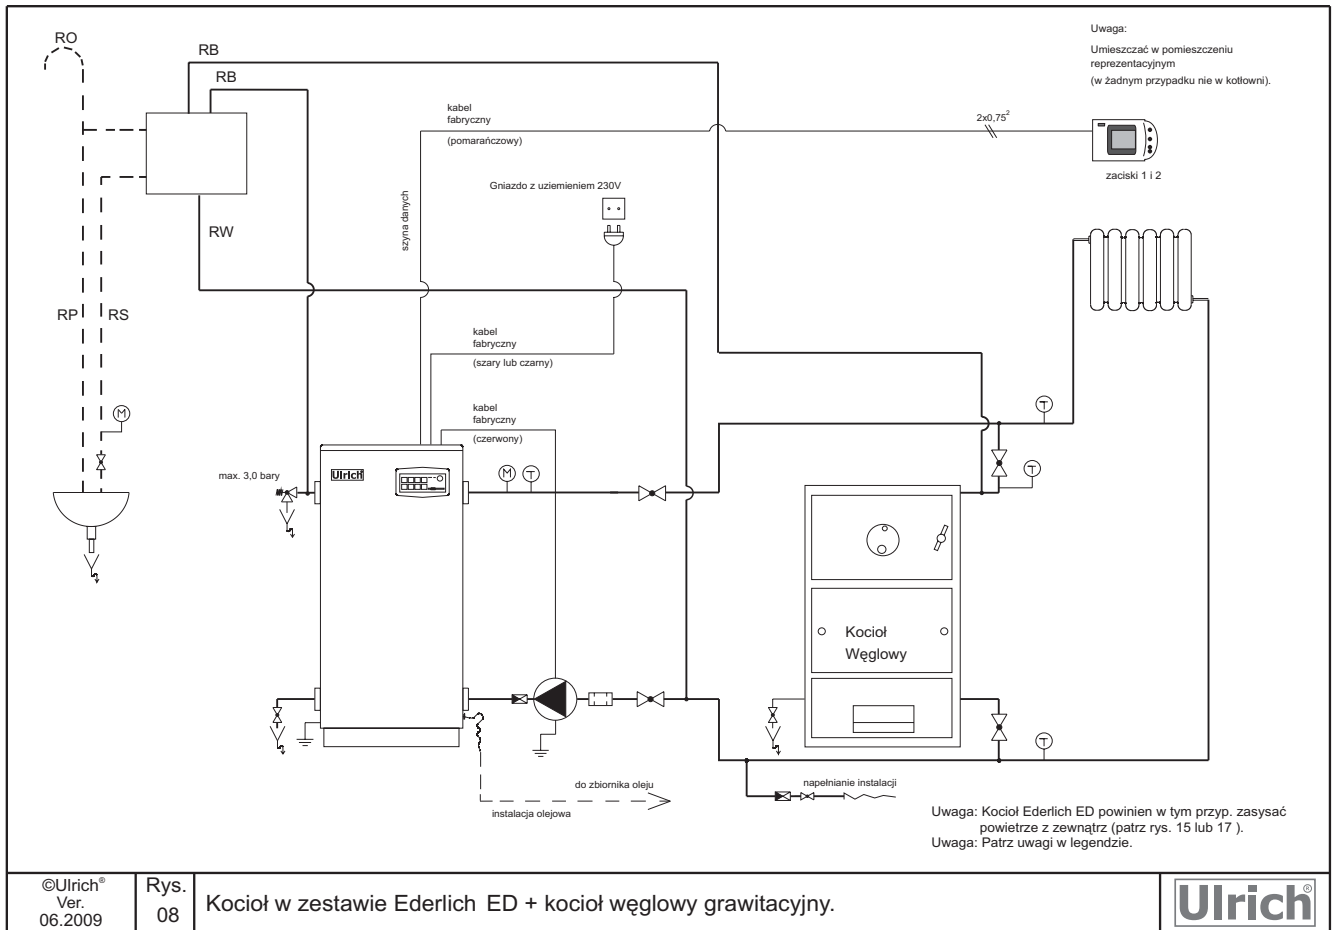 RO
RB
RB
RW
RP
RS
M
max. 3,0 bary
kabel
fabryczny
(pomarańczowy)
szyna danych
Gniazdo z uziemieniem 230V
kabel
fabryczny
(szary lub czarny)
kabel
fabryczny
(czerwony)
2x0,75²
Uwaga:
Umieszczać w pomieszczeniu
reprezentacyjnym
(w żadnym przypadku nie w kotłowni).
zaciski 1 i 2
Ulrich
M
T
T
T
Kocioł
Węglowy
T
do zbiornika oleju
instalacja olejowa
napełnianie instalacji
Uwaga: Kocioł Ederlich ED powinien w tym przyp. zasysać
powietrze z zewnątrz (patrz rys. 15 lub 17 ).
Uwaga: Patrz uwagi w legendzie.
©Ulrich®
Ver.
06.2009
Rys.
08
Kocioł w zestawie Ederlich ED + kocioł węglowy grawitacyjny.
Ulrich®